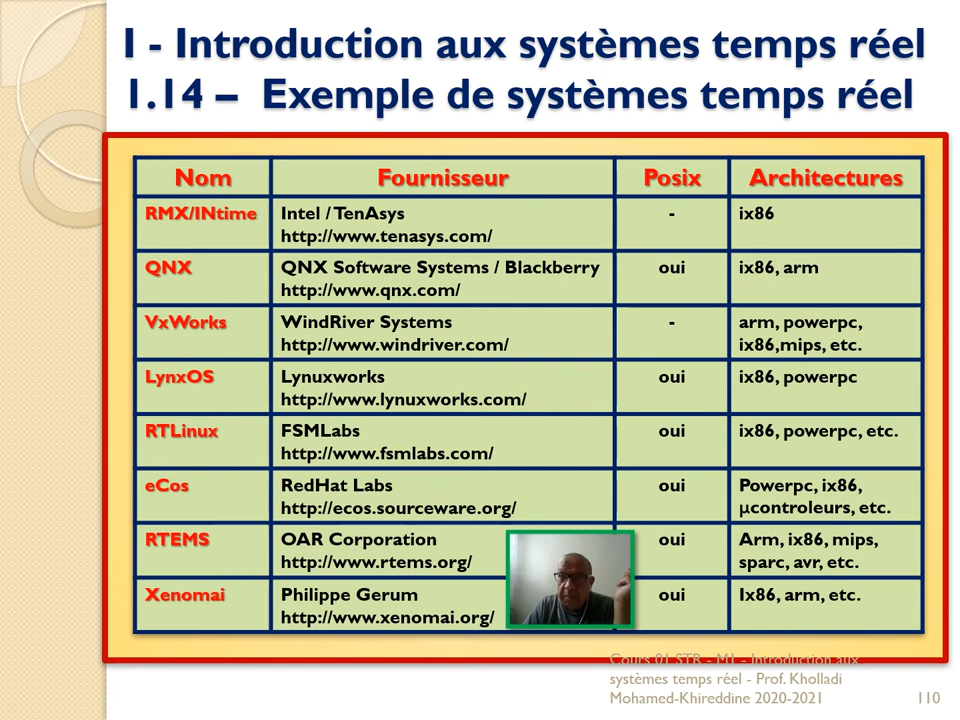 I - Introduction aux systèmes temps réel
1.14 – Exemple de systèmes temps réel
Nom Fournisseur Posix Architectures
RMX/INtime Intel / TenAsys - ix86
http://www.tenasys.com/
QNX QNX Software Systems / Blackberry oui ix86, arm
http://www.qnx.com/
VxWorks WindRiver Systems - arm, powerpc,
http://www.windriver.com/ ix86,mips, etc.
LynxOS Lynuxworks oui ix86, powerpc
http://www.lynuxworks.com/
RTLinux FSMLabs oui ix86, powerpc, etc.
http://www.fsmlabs.com/
eCos RedHat Labs oui Powerpc, ix86,
http://ecos.sourceware.org/ µcontroleurs, etc.
RTEMS OAR Corporation oui Arm, ix86, mips,
http://www.rtems.org/ sparc, avr, etc.
Xenomai Philippe Gerum oui Ix86, arm, etc.
http://www.xenomai.org/
Cours 01 STR - M1 - Introduction aux
systèmes temps réel - Prof. Kholladi
Mohamed-Khireddine 2020-2021 110